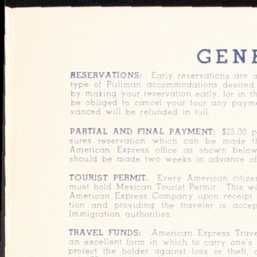 GENE
RESERVATIONS: Early reservations are a
type of Pullman accommodations desired
by making your reservation early, for in th
be obliged to cancel your tour any payme
vanced will be refunded in full.
PARTIAL AND FINAL PAYMENT: $25.00 p
sures reservation which can be made th
American Express office as shown below
should be made two weeks in advance of
TOURIST PERMIT. Every American citizen
must hold Mexican Tourist Permit. This wi
American Express Company upon receipt
tion and providing the traveler is accep
Immigration authorities.
TRAVEL FUNDS: American Express Trave
an excellent form in which to carry one's
protect the holder against loss or theft,